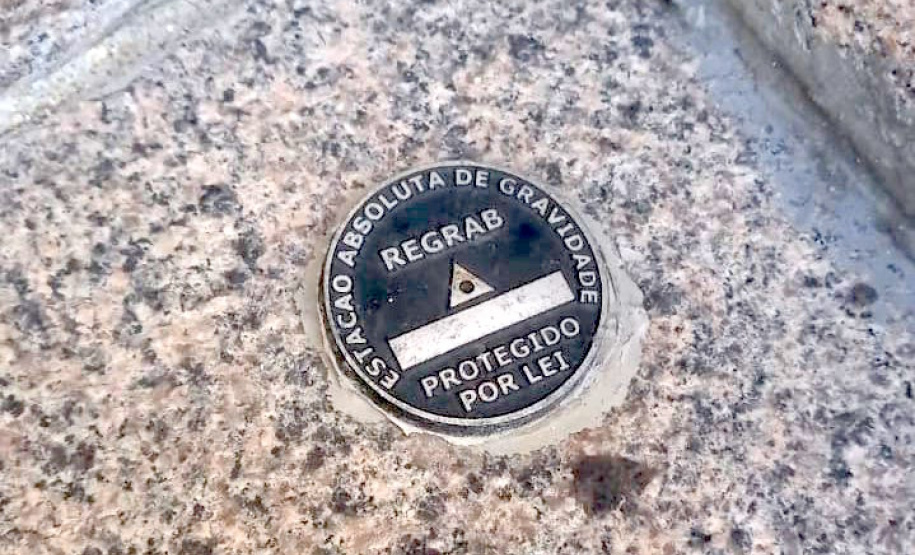 ESTAÇÃO ABSOLUTA DE GRAVIDADE
REGRAB
PROTEGIDO
POR LEI